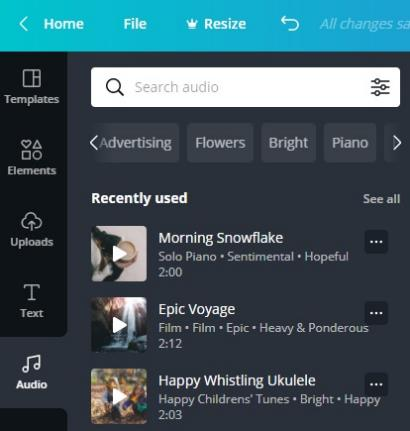 Home File Resize All changes sa
Search audio
Templates
Advertising Flowers Bright Piano
Elements
Recently used See all
Uploads
Morning Snowflake
Solo Piano • Sentimental • Hopeful
2:00
Text
Epic Voyage
Film • Film • Epic • Heavy & Ponderous
2:12
Audio
Happy Whistling Ukulele
Happy Childrens' Tunes • Bright • Happy
2:03